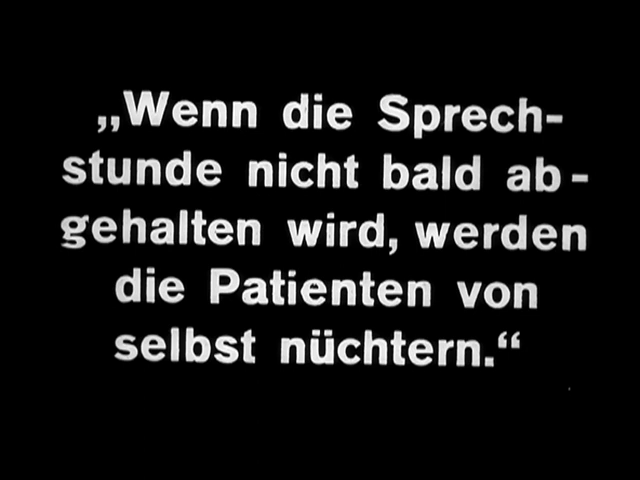 „Wenn die Sprech-
stunde nicht bald ab-
gehalten wird, werden
die Patienten von
selbst nüchtern.“